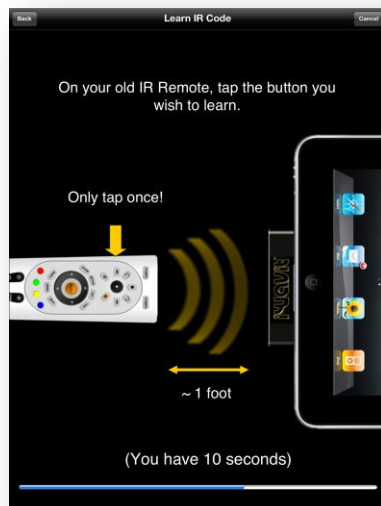 Back
Learn IR Code
Cancel
On your old IR Remote, tap the button you
wish to learn.
Only tap once!
~ 1 foot
(You have 10 seconds)